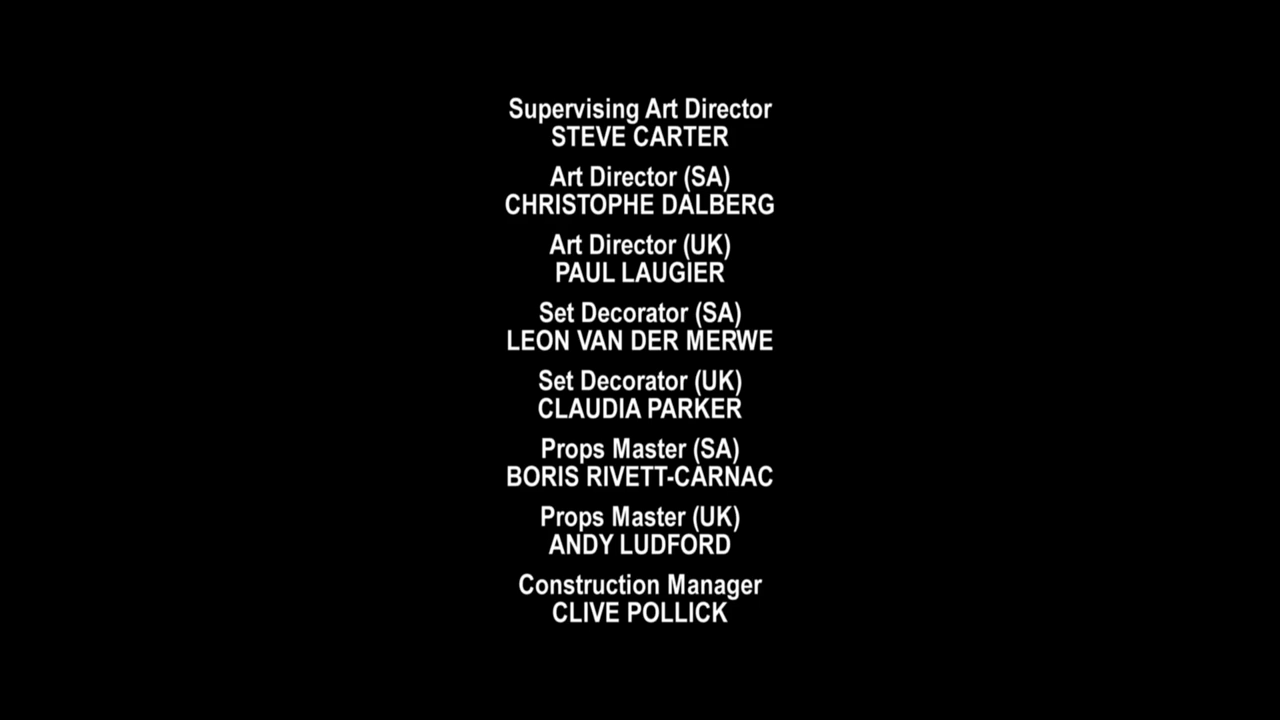 Supervising Art Director
STEVE CARTER
Art Director (SA)
CHRISTOPHE DALBERG
Art Director (UK)
PAUL LAUGIER
Set Decorator (SA)
LEON VAN DER MERWE
Set Decorator (UK)
CLAUDIA PARKER
Props Master (SA)
BORIS RIVETT-CARNAC
Props Master (UK)
ANDY LUDFORD
Construction Manager
CLIVE POLLICK